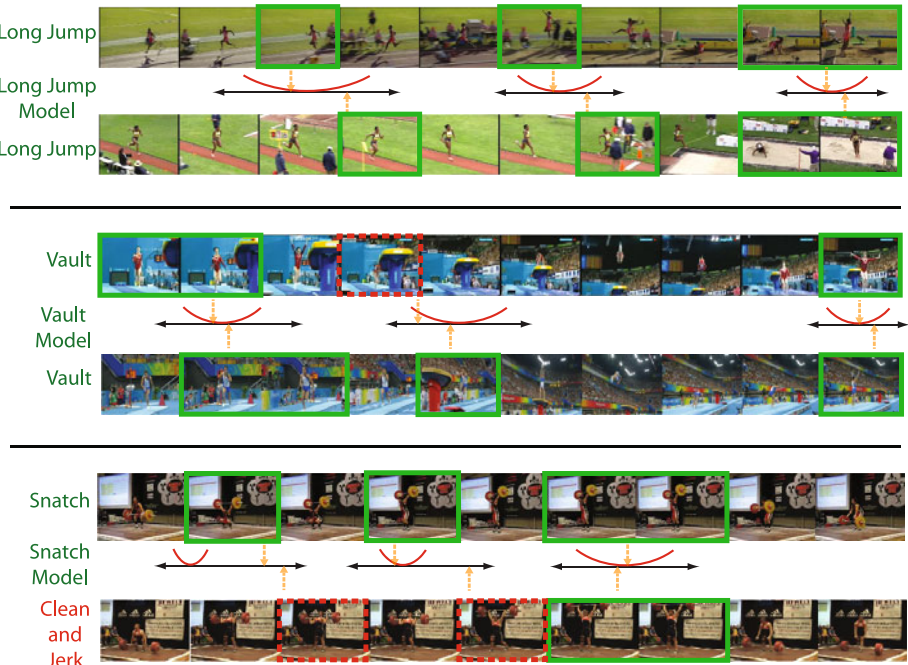 Long Jump
Long Jump
Model
Long Jump
Vault
Vault
Model
Vault
Snatch
Snatch
Model
Clean
and
Jerk